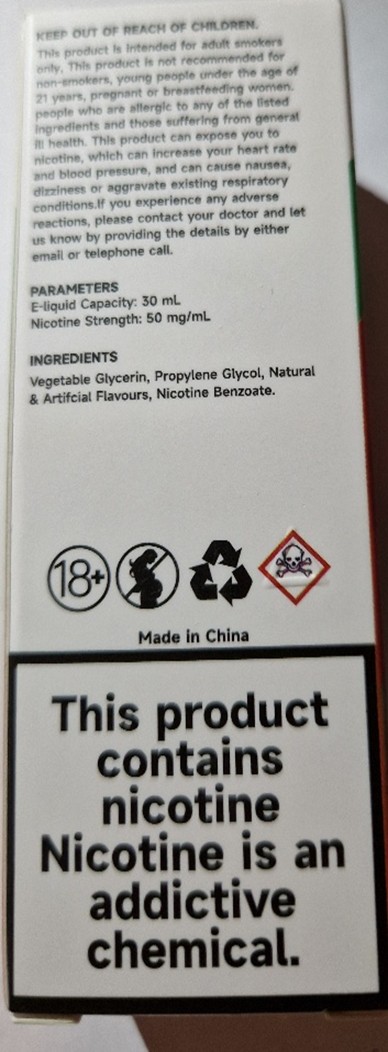 KEEP OUT OF REACH OF CHILDREN.
This product is intended for adult smokers
only, This product is not recommended for
non-smokers, young people under the age of
21 years, pregnant or breastfeeding women.
people who are allergic to any of the listed
ingredients and those suffering from general
ill health. This product can expose you to
nicotine, which can increase your heart rate
and blood pressure, and can cause nausea,
dizziness or aggravate existing respiratory
conditions.If you experience any adverse
reactions, please contact your doctor and let
us know by providing the details by either
email or telephone call.
PARAMETERS
E-liquid Capacity: 30 mL
Nicotine Strength: 50 mg/mL
INGREDIENTS
Vegetable Glycerin, Propylene Glycol, Natural
& Artifcial Flavours, Nicotine Benzoate.
18+
Made in China
This product
contains
nicotine
Nicotine is an
addictive
chemical.